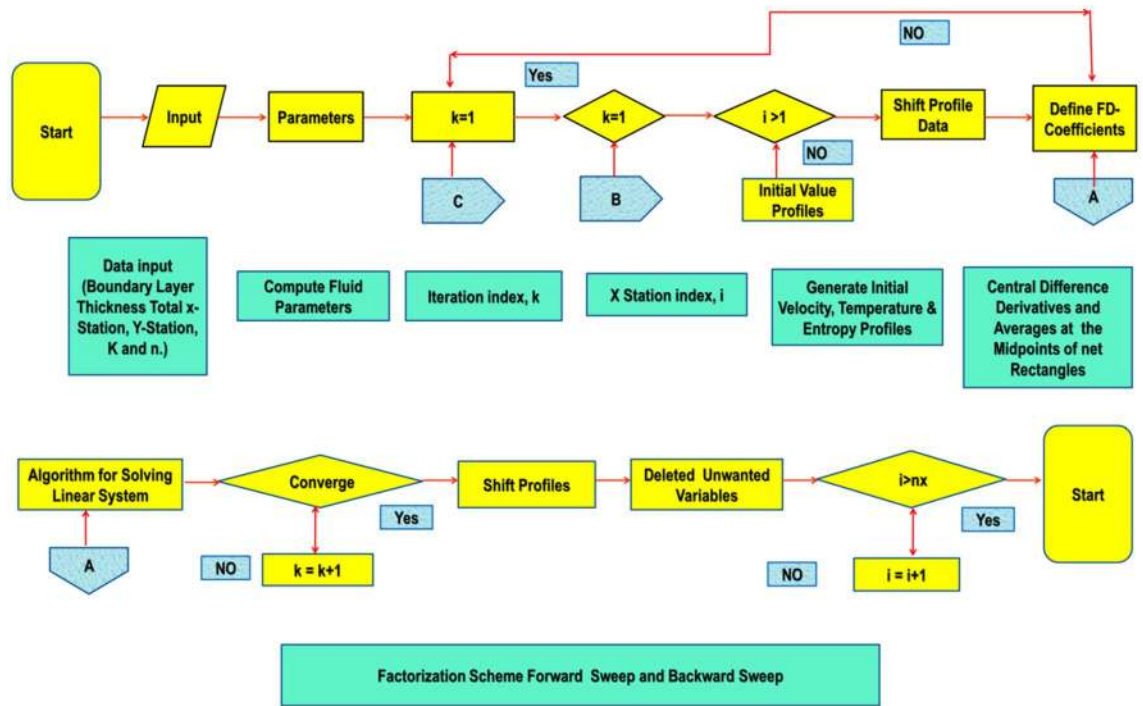 NO
Yes
Start
Input
Parameters
k=1
k=1
i >1
Shift Profile
Data
Define FD-
Coefficients
NO
C
B
Initial Value
Profiles
A
Data input
(Boundary Layer
Thickness Total x-
Station, Y-Station,
K and n.)
Compute Fluid
Parameters
Iteration index, k
X Station index, i
Generate Initial
Velocity, Temperature &
Entropy Profiles
Central Difference
Derivatives and
Averages at the
Midpoints of net
Rectangles
Algorithm for Solving
Linear System
Converge
Shift Profiles
Deleted Unwanted
Variables
i>nx
Start
Yes
Yes
A
NO
k = k+1
NO
i = i+1
Factorization Scheme Forward Sweep and Backward Sweep